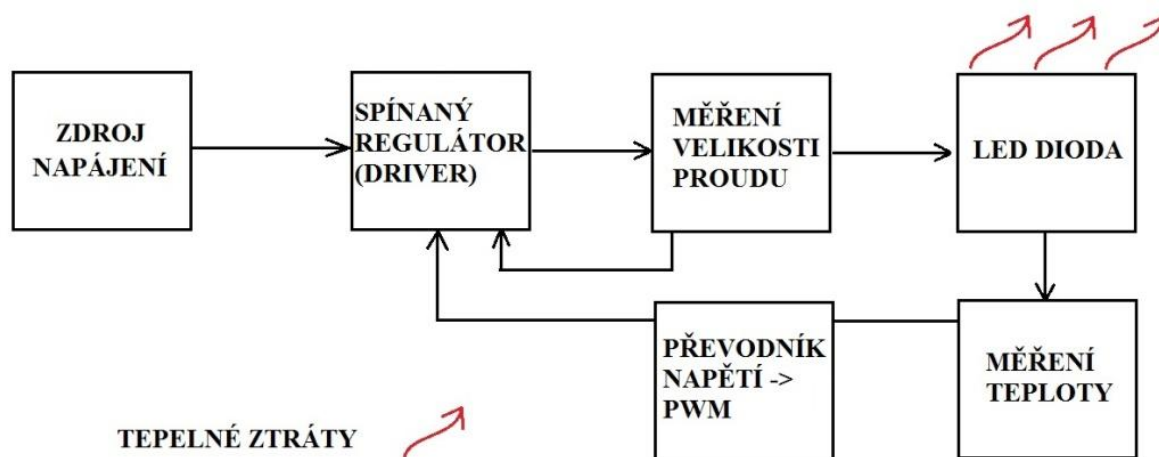 ZDROJ
NAPÁJENÍ
SPÍNANÝ
REGULÁTOR
(DRIVER)
MĚŘENÍ
VELIKOSTI
PROUDU
LED DIODA
PŘEVODNÍK
NAPĚTÍ ->
PWM
MĚŘENÍ
TEPLOTY
TEPELNÉ ZTRÁTY